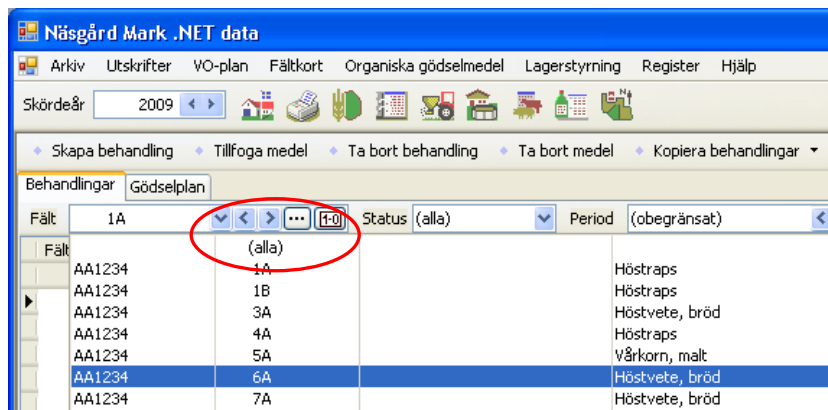 Näsgård Mark .NET data
Arkiv Utskrifter VO-plan Fältkort Organiska gödselmedel Lagerstyrning Register Hjälp
Skördeår 2009
Skapa behandling Tillfoga medel Ta bort behandling Ta bort medel Kopiera behandlingar
Behandlingar Gödselplan
Fält 1A 1-0 Status (alla) Period (obegränsat)
Fält (alla)
AA1234 1A Höstraps
AA1234 1B Höstraps
AA1234 3A Höstvete, bröd
AA1234 4A Höstraps
AA1234 5A Vårkorn, malt
AA1234 6A Höstvete, bröd
AA1234 7A Höstvete, bröd